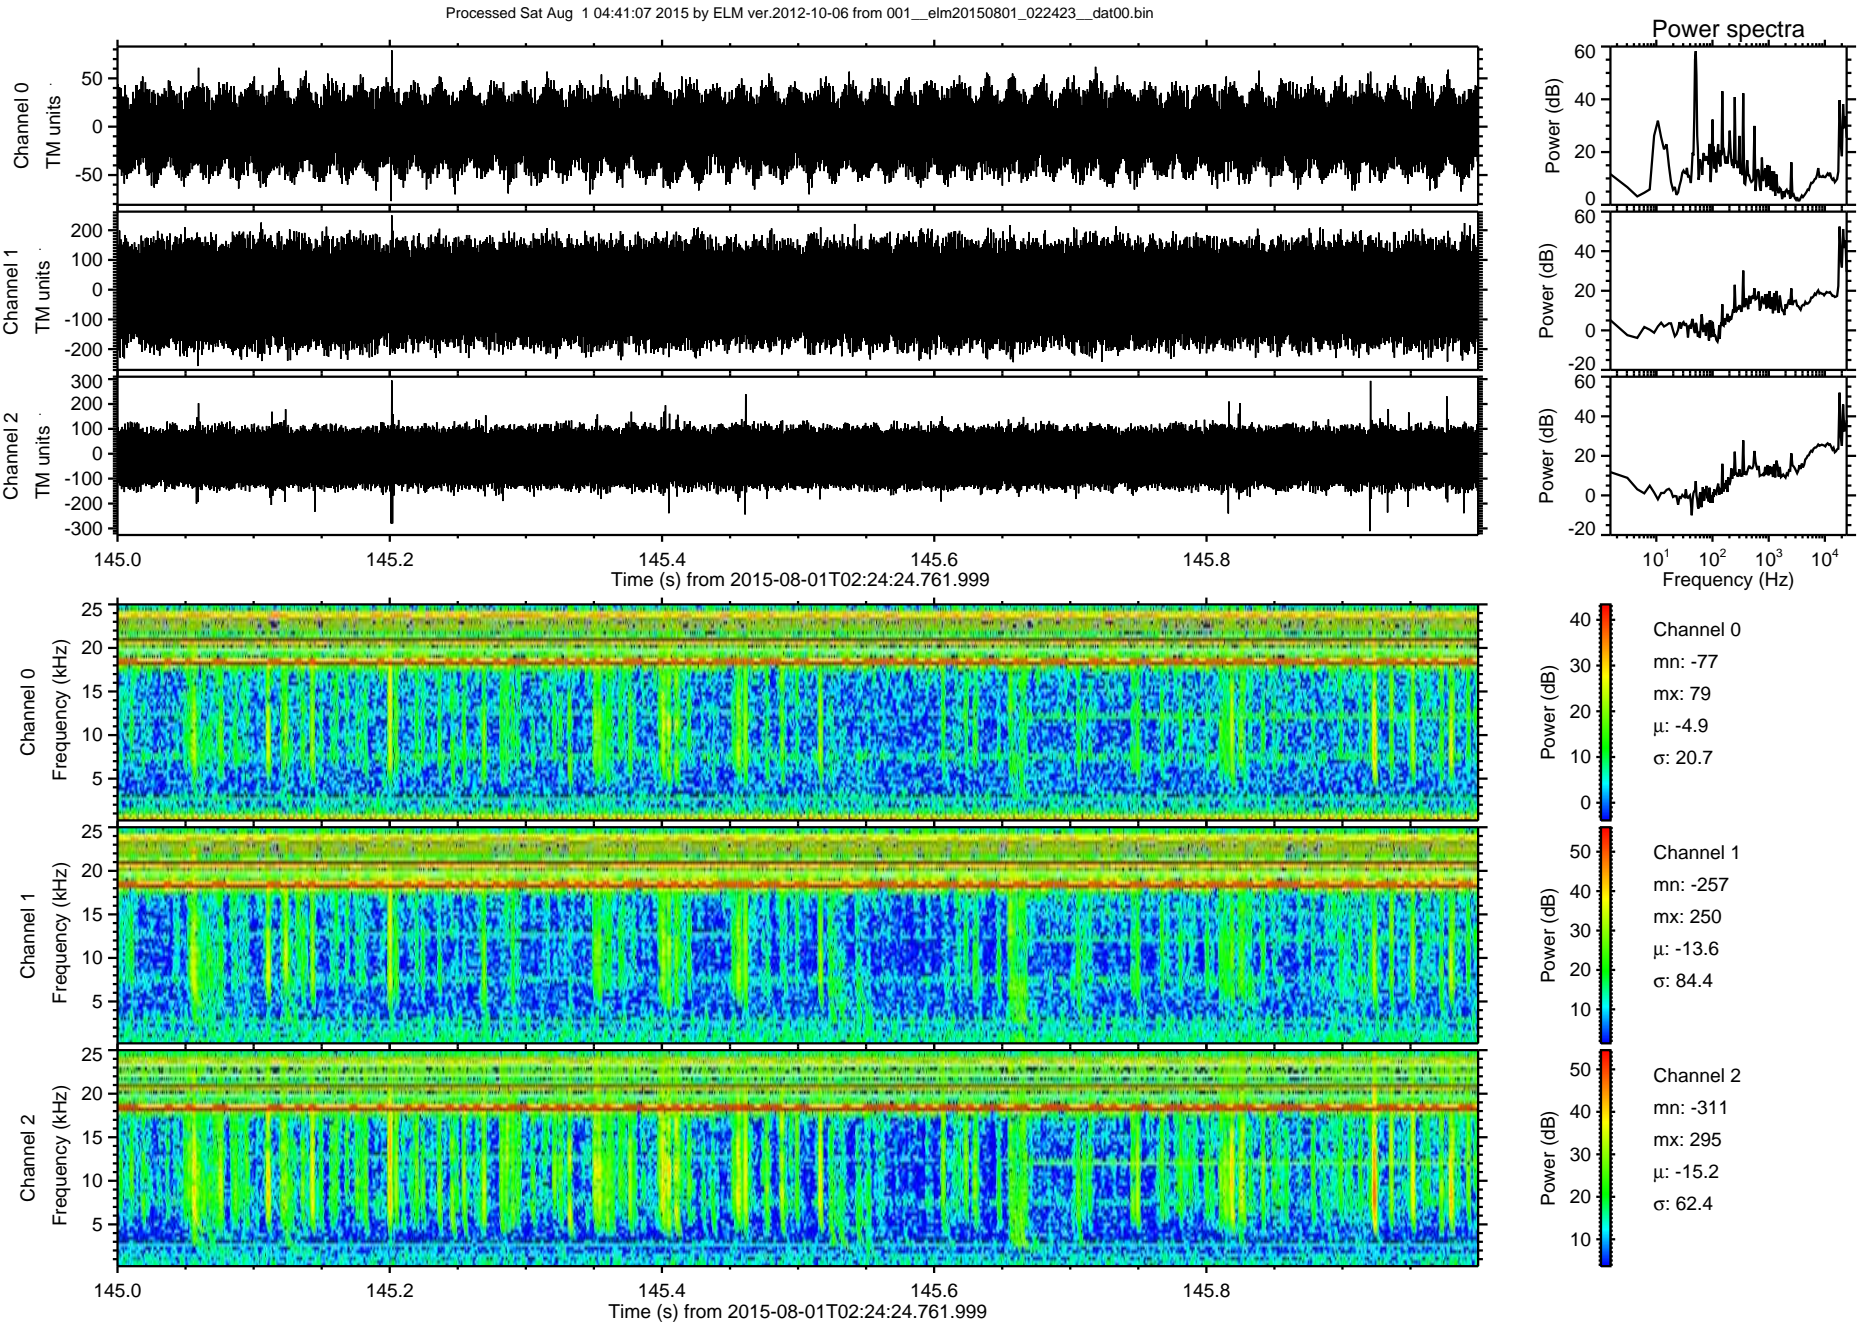 Processed Sat Aug  1 04:41:07 2015 by ELM ver.2012-10-06 from 001__elm20150801_022423__dat00.bin
Power spectra
Channel 0
TM units
50
0
-50
Power (dB)
60
40
20
0
Channel 1
TM units
200
100
0
-100
-200
Power (dB)
60
40
20
0
-20
Channel 2
TM units
300
200
100
0
-100
-200
-300
Power (dB)
60
40
20
0
-20
145.0 145.2 145.4 145.6 145.8
Time (s) from 2015-08-01T02:24:24.761.999
10^1 10^2 10^3 10^4
Frequency (Hz)
Channel 0
Frequency (kHz)
25
20
15
10
5
Power (dB)
40
30
20
10
0
Channel 0
mn: -77
mx: 79
μ: -4.9
σ: 20.7
Channel 1
Frequency (kHz)
25
20
15
10
5
Power (dB)
50
40
30
20
10
Channel 1
mn: -257
mx: 250
μ: -13.6
σ: 84.4
Channel 2
Frequency (kHz)
25
20
15
10
5
Power (dB)
50
40
30
20
10
Channel 2
mn: -311
mx: 295
μ: -15.2
σ: 62.4
145.0 145.2 145.4 145.6 145.8
Time (s) from 2015-08-01T02:24:24.761.999